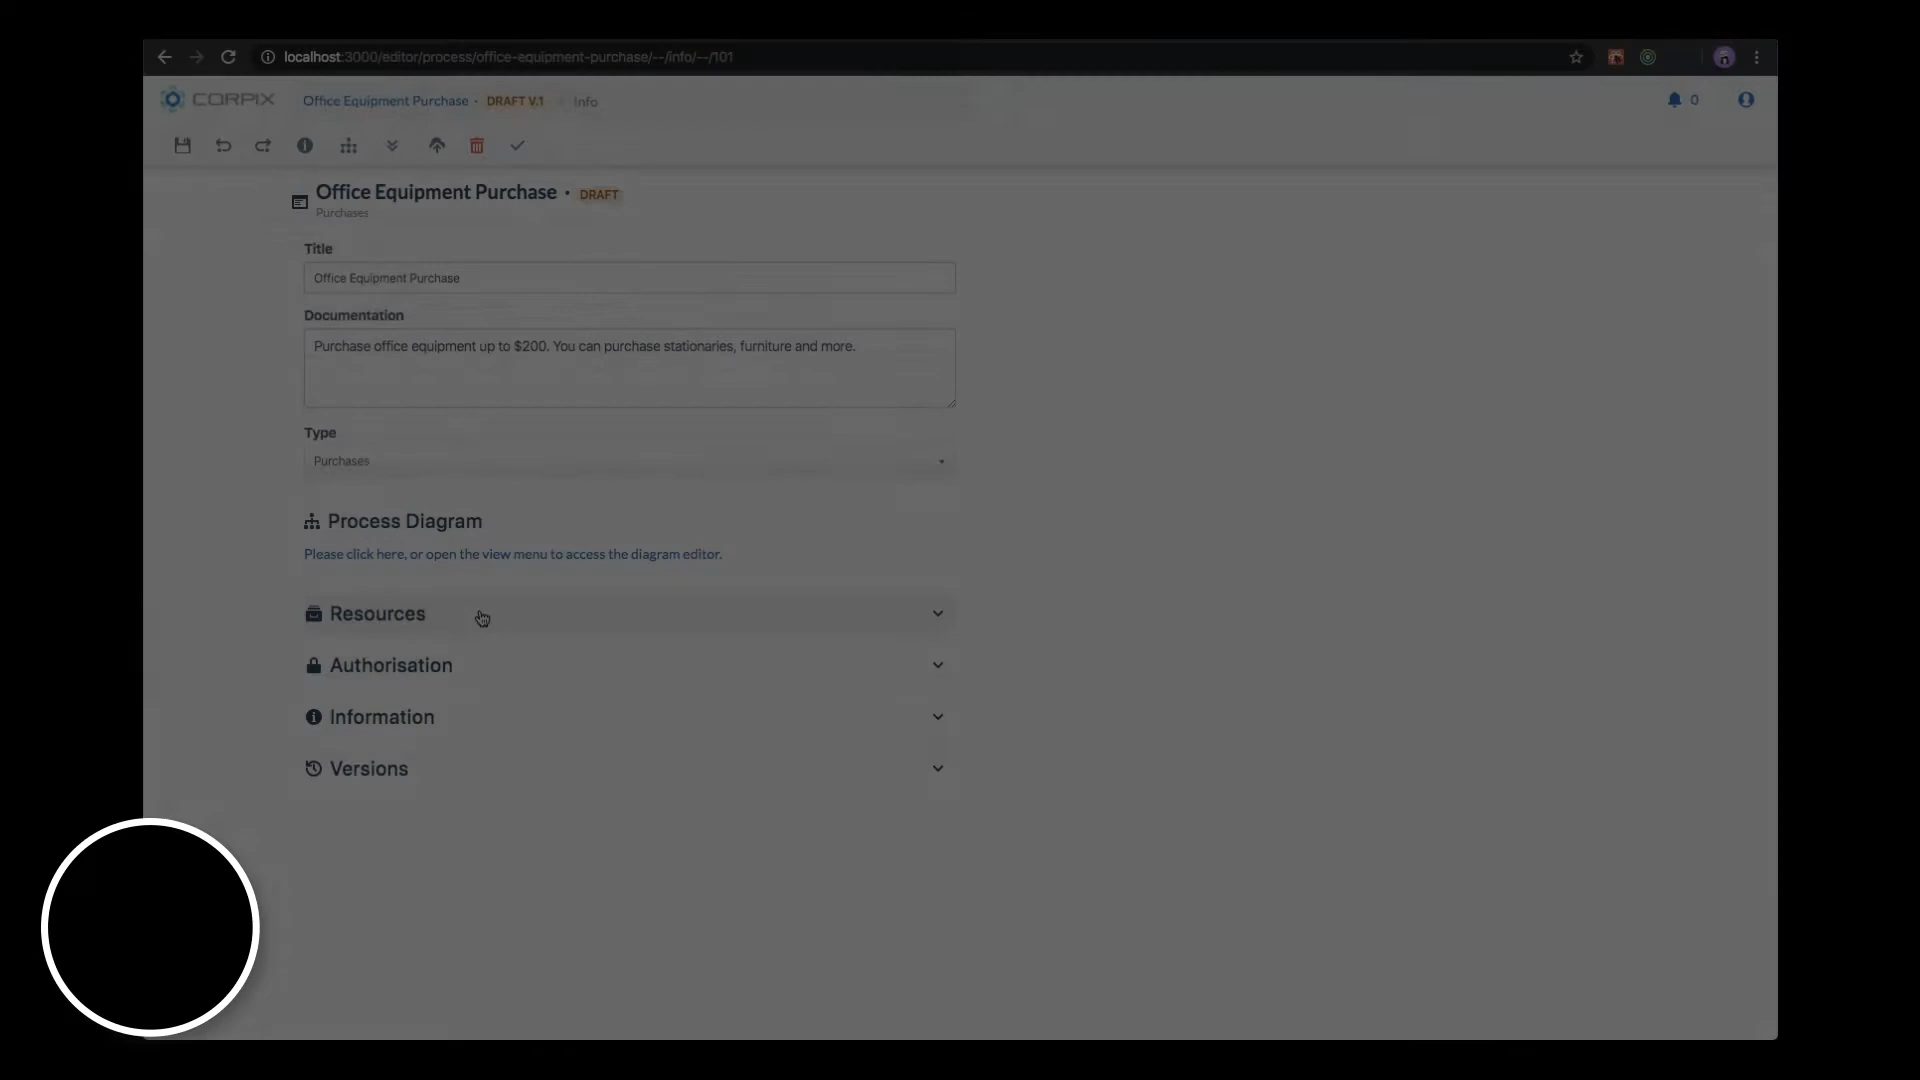 localhost:3000/editor/process/office-equipment-purchase/--/info/--/101
CORPIX
Office Equipment Purchase • DRAFT V.1 Info
0
Office Equipment Purchase • DRAFT
Purchases
Title
Office Equipment Purchase
Documentation
Purchase office equipment up to $200. You can purchase stationaries, furniture and more.
Type
Purchases
Process Diagram
Please click here, or open the view menu to access the diagram editor.
Resources
Authorisation
Information
Versions